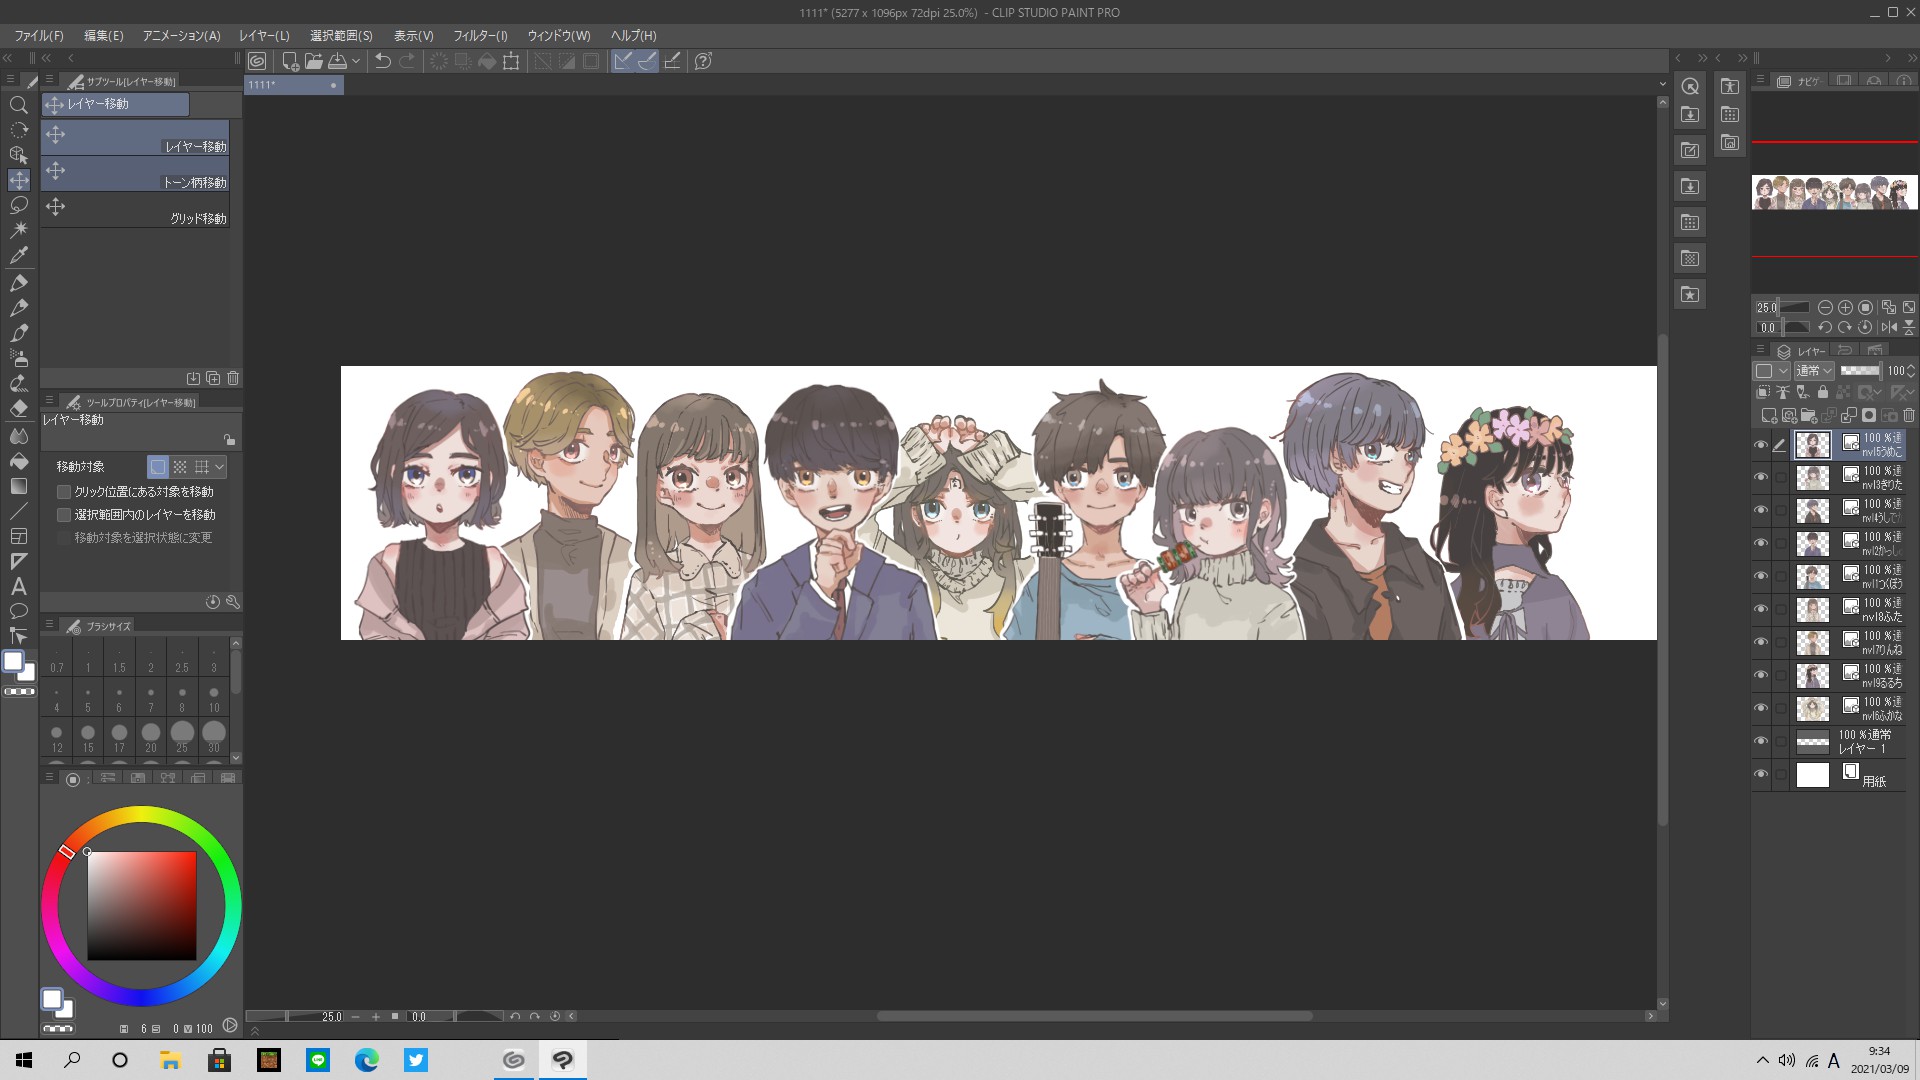 1111* (5277 x 1096px 72dpi 25.0%) - CLIP STUDIO PAINT PRO
ファイル(F) 編集(E) アニメーション(A) レイヤー(L) 選択範囲(S) 表示(V) フィルター(I) ウィンドウ(W) ヘルプ(H)
サブツール[レイヤー移動]
1111*
レイヤー移動
レイヤー移動
トーン柄移動
グリッド移動
ツールプロパティ[レイヤー移動]
レイヤー移動
移動対象
クリック位置にある対象を移動
選択範囲内のレイヤーを移動
移動対象を選択状態に変更
ブラシサイズ
0.7 1 1.5 2 2.5 3
4 5 6 7 8 10
12 15 17 20 25 30
6 0 100
25.0 0.0
ナビゲー
25.0
0.0
レイヤー
通常 100
100 %通
nvl5うめこ
100 %通
nvl3きりた
100 %通
nvl4うしで
100 %通
nvl2かっし
100 %通
nvl1つくぼう
100 %通
nvl8ふた
100 %通
nvl7りんね
100 %通
nvl9るるち
100 %通
nvl6ふかな
100 %通常
レイヤー 1
用紙
A
9:34
2021/03/09